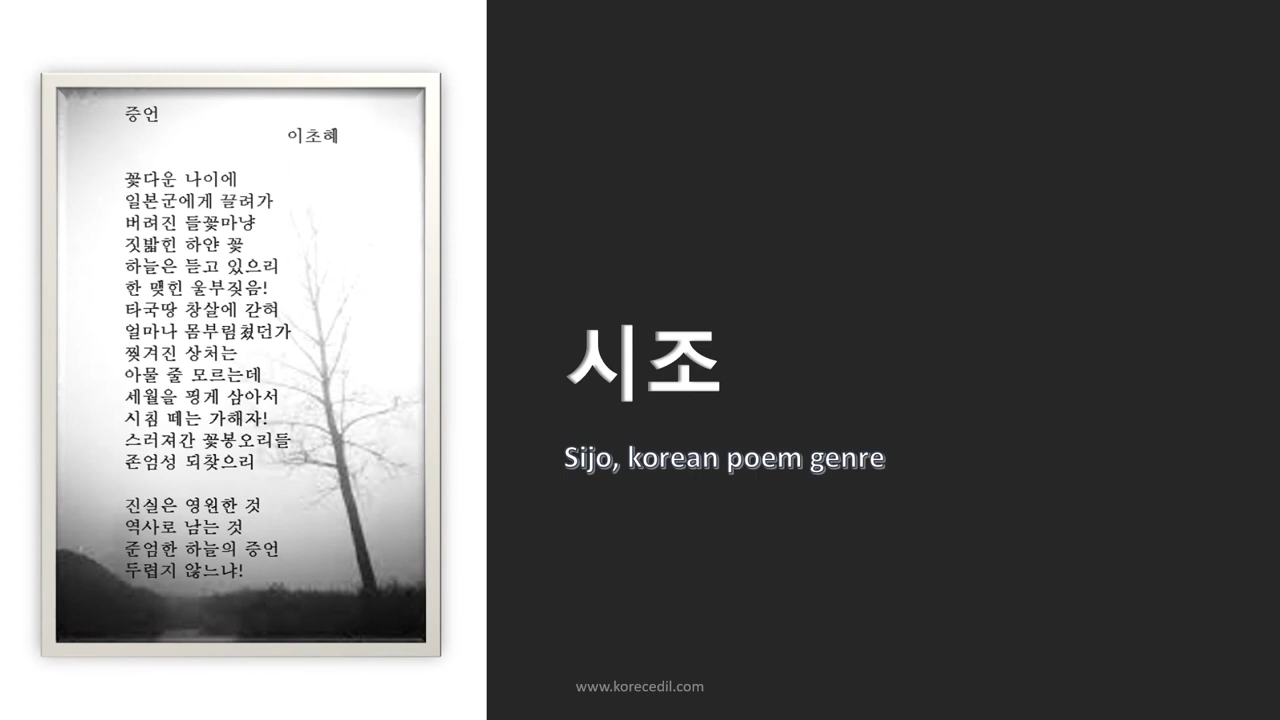 증언
이초혜
꽃다운 나이에
일본군에게 끌려가
버려진 들꽃마냥
짓밟힌 하얀 꽃
하늘은 듣고 있으리
한 맺힌 울부짖음!
타국땅 창살에 갇혀
얼마나 몸부림쳤던가
찢겨진 상처는
아물 줄 모르는데
세월을 핑게 삼아서
시침 떼는 가해자!
스러져간 꽃봉오리들
존엄성 되찾으리
진실은 영원한 것
역사로 남는 것
준엄한 하늘의 증언
두렵지 않느냐!
시조
Sijo, korean poem genre
www.korecedil.com